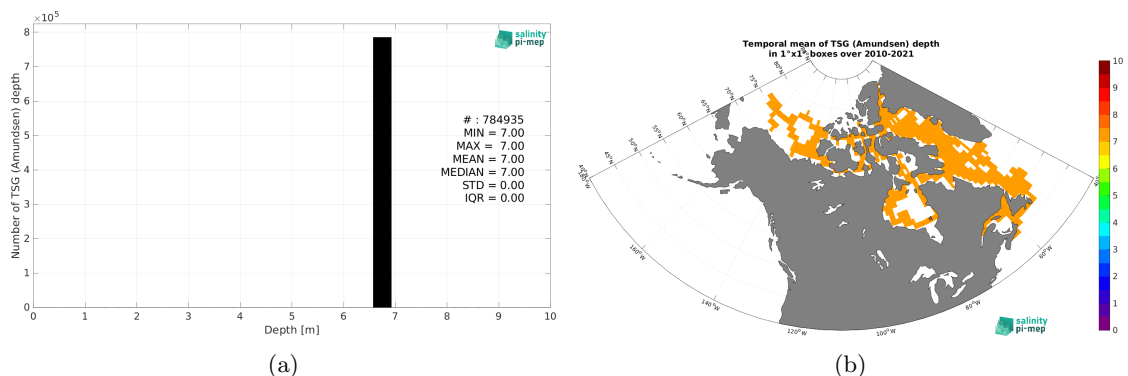 ×10^5
8
7
6
5
4
3
2
1
0
Number of TSG (Amundsen) depth
salinity
pi-mep
# : 784935
MIN = 7.00
MAX = 7.00
MEAN = 7.00
MEDIAN = 7.00
STD = 0.00
IQR = 0.00
0 1 2 3 4 5 6 7 8 9 10
Depth [m]
(a)
Temporal mean of TSG (Amundsen) depth
in 1°x1° boxes over 2010-2021
80°N
75°N
70°N
65°N
60°N
55°N
50°N
45°N
160°W
140°W
120°W
100°W
80°W
60°W
salinity
pi-mep
10
9
8
7
6
5
4
3
2
1
0
(b)